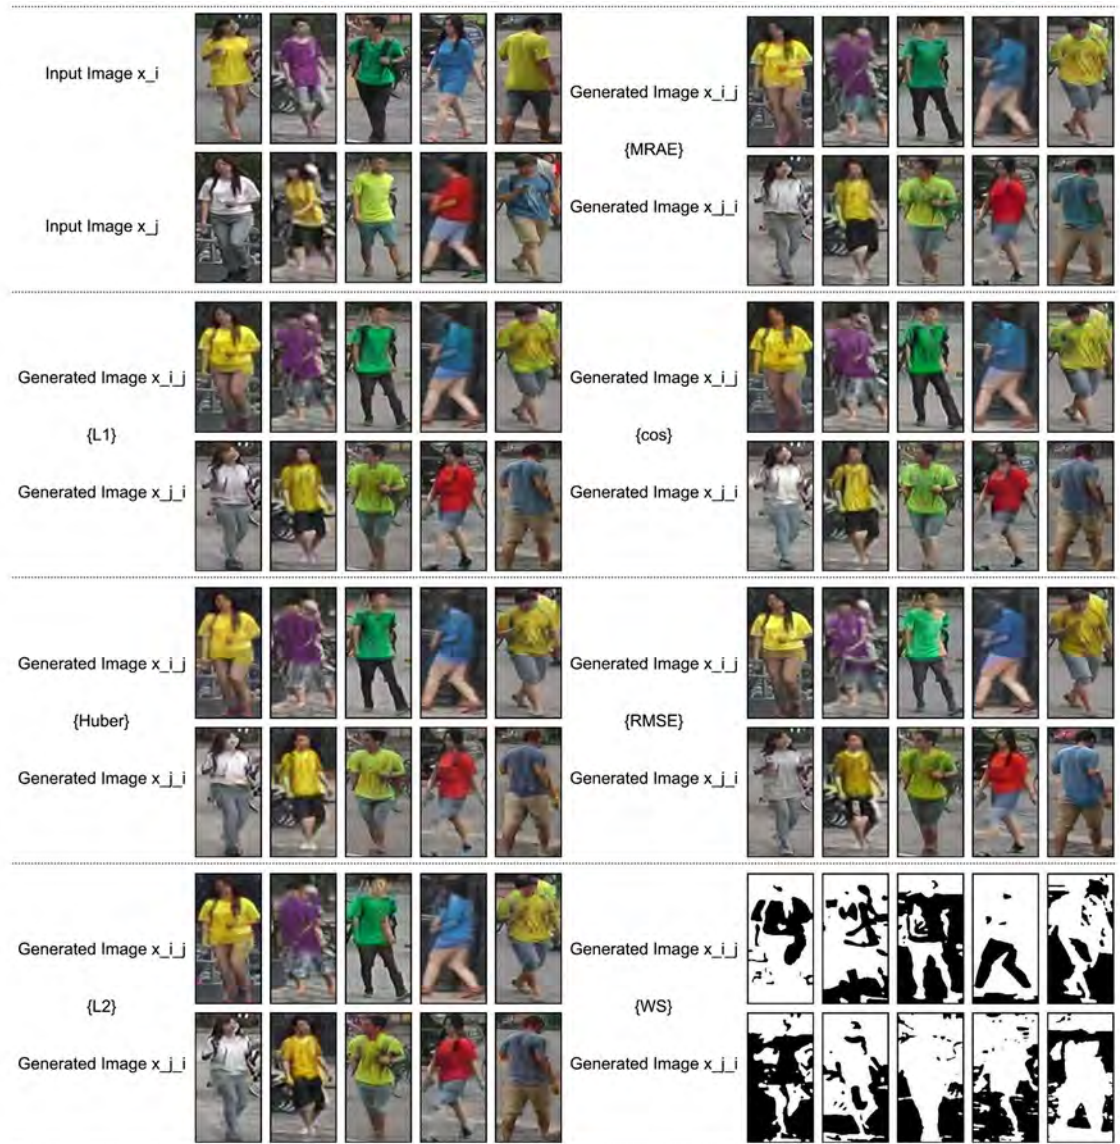 Input Image x_i
Input Image x_j
Generated Image x_i_j
{MRAE}
Generated Image x_j_i
Generated Image x_i_j
{L1}
Generated Image x_j_i
Generated Image x_i_j
{cos}
Generated Image x_j_i
Generated Image x_i_j
{Huber}
Generated Image x_j_i
Generated Image x_i_j
{RMSE}
Generated Image x_j_i
Generated Image x_i_j
{L2}
Generated Image x_j_i
Generated Image x_i_j
{WS}
Generated Image x_j_i